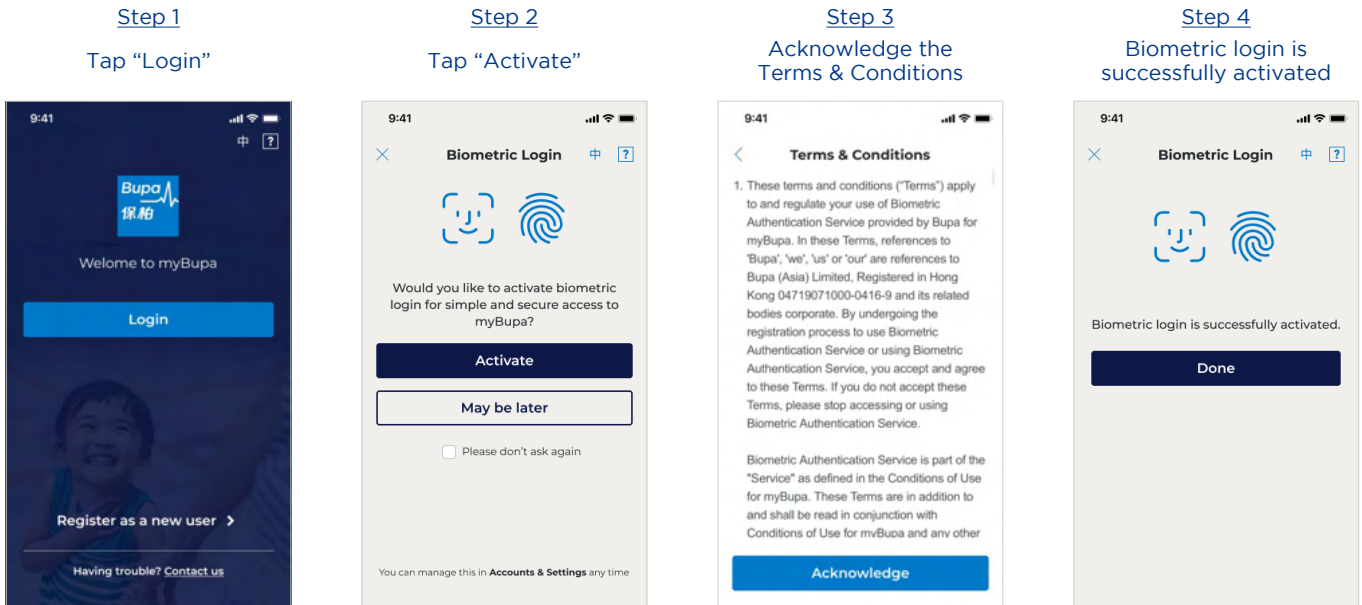 Step 1
Tap “Login”
9:41
中 ?
Bupa
保柏
Welome to myBupa
Login
Register as a new user >
Having trouble? Contact us
Step 2
Tap “Activate”
9:41
Biometric Login 中 ?
Would you like to activate biometric
login for simple and secure access to
myBupa?
Activate
May be later
Please don’t ask again
You can manage this in Accounts & Settings any time
Step 3
Acknowledge the
Terms & Conditions
9:41
Terms & Conditions
1. These terms and conditions ("Terms") apply
to and regulate your use of Biometric
Authentication Service provided by Bupa for
myBupa. In these Terms, references to
'Bupa', 'we', 'us' or 'our' are references to
Bupa (Asia) Limited, Registered in Hong
Kong 04719071000-0416-9 and its related
bodies corporate. By undergoing the
registration process to use Biometric
Authentication Service or using Biometric
Authentication Service, you accept and agree
to these Terms. If you do not accept these
Terms, please stop accessing or using
Biometric Authentication Service.
Biometric Authentication Service is part of the
"Service" as defined in the Conditions of Use
for myBupa. These Terms are in addition to
and shall be read in conjunction with
Conditions of Use for myBupa and any other
Acknowledge
Step 4
Biometric login is
successfully activated
9:41
Biometric Login 中 ?
Biometric login is successfully activated.
Done